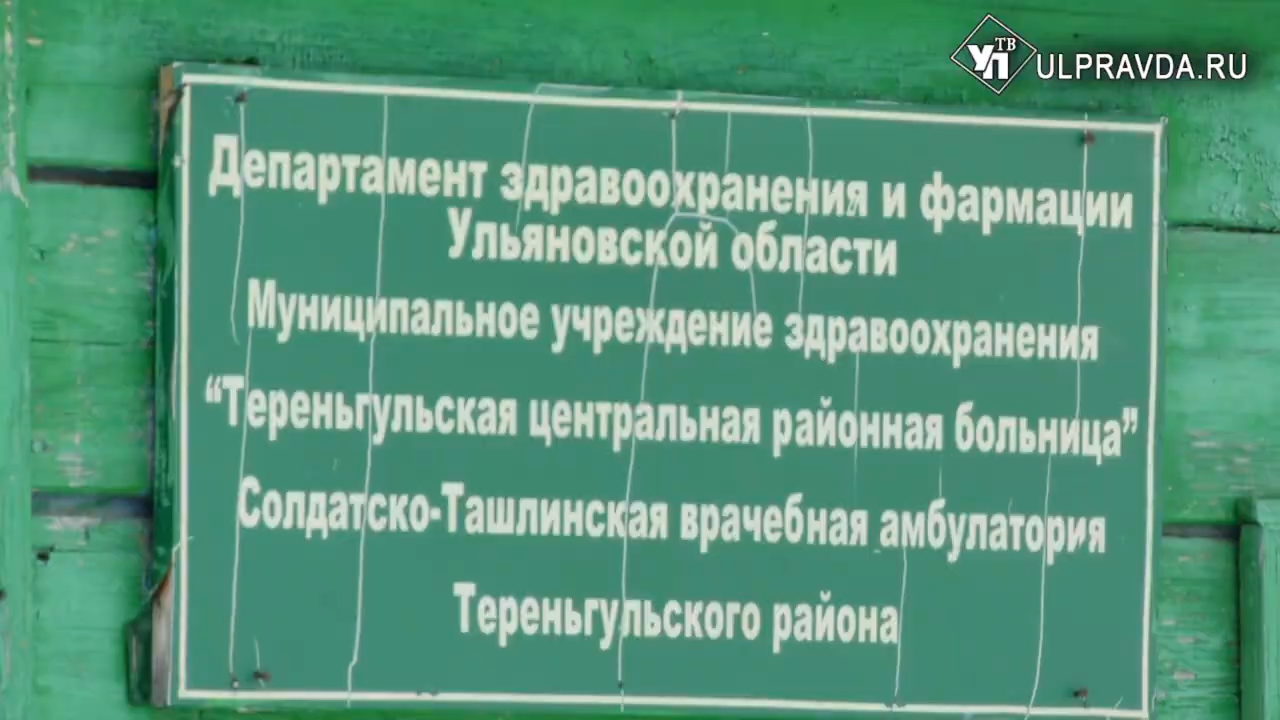 УП ТВ ULPRAVDA.RU
Департамент здравоохранения и фармации
Ульяновской области
Муниципальное учреждение здравоохранения
“Тереньгульская центральная районная больница”
Солдатско-Ташлинская врачебная амбулатория
Тереньгульского района